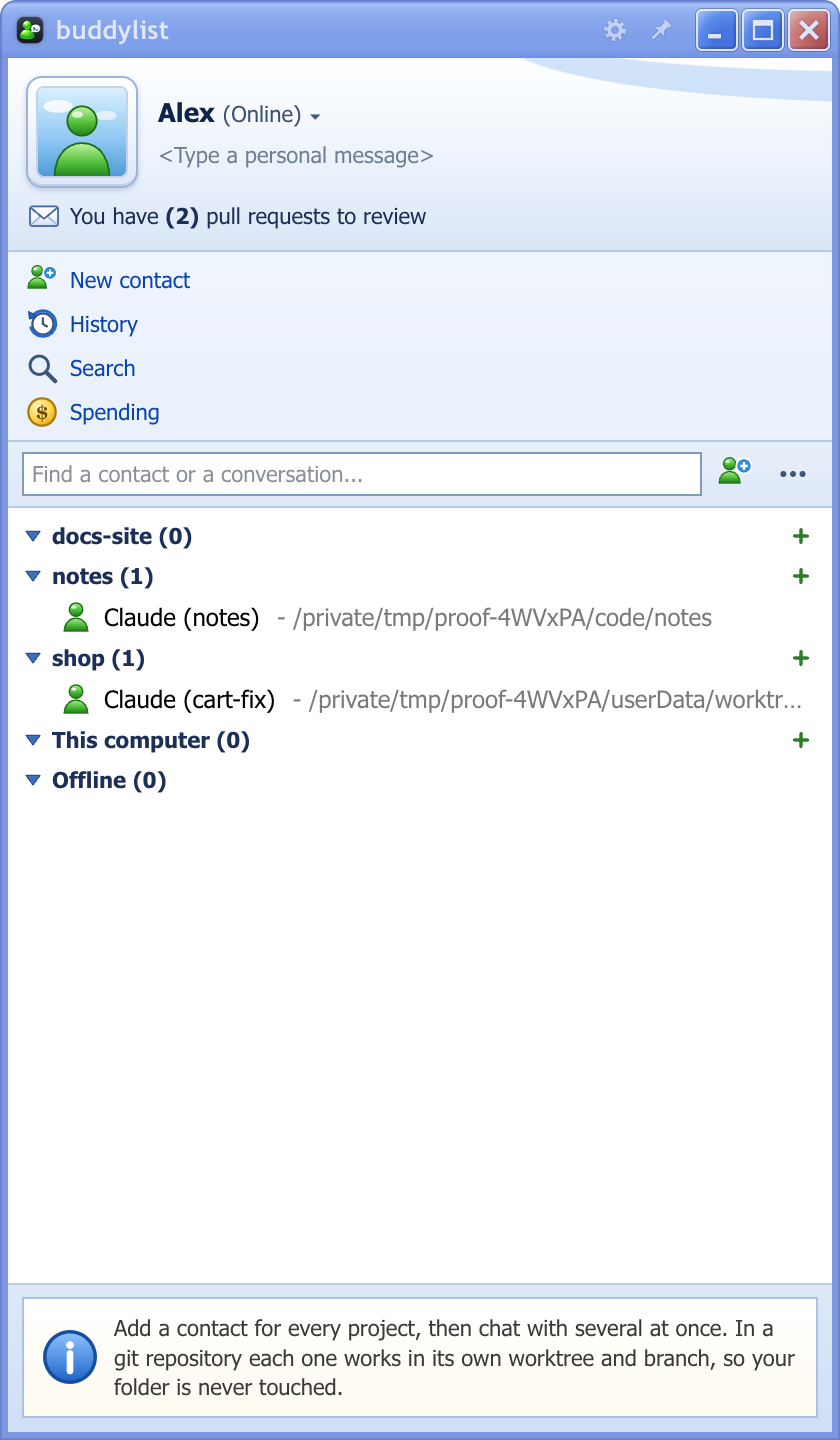 buddylist
Alex (Online)
<Type a personal message>
You have (2) pull requests to review
New contact
History
Search
Spending
Find a contact or a conversation...
docs-site (0)
notes (1)
Claude (notes) - /private/tmp/proof-4WVxPA/code/notes
shop (1)
Claude (cart-fix) - /private/tmp/proof-4WVxPA/userData/worktr...
This computer (0)
Offline (0)
Add a contact for every project, then chat with several at once. In a
git repository each one works in its own worktree and branch, so your
folder is never touched.